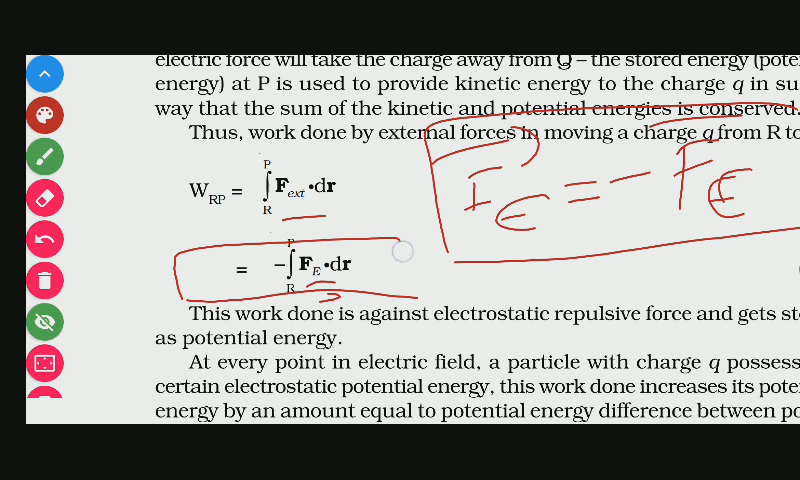 electric force will take the charge away from Q – the stored energy (pote
energy) at P is used to provide kinetic energy to the charge q in su
way that the sum of the kinetic and potential energies is conserved.
Thus, work done by external forces in moving a charge q from R to
W_RP = ∫_R^P F_ext •dr
F_E = – F_E
= –∫_R^P F_E •dr
This work done is against electrostatic repulsive force and gets sto
as potential energy.
At every point in electric field, a particle with charge q possess
certain electrostatic potential energy, this work done increases its pote
energy by an amount equal to potential energy difference between po